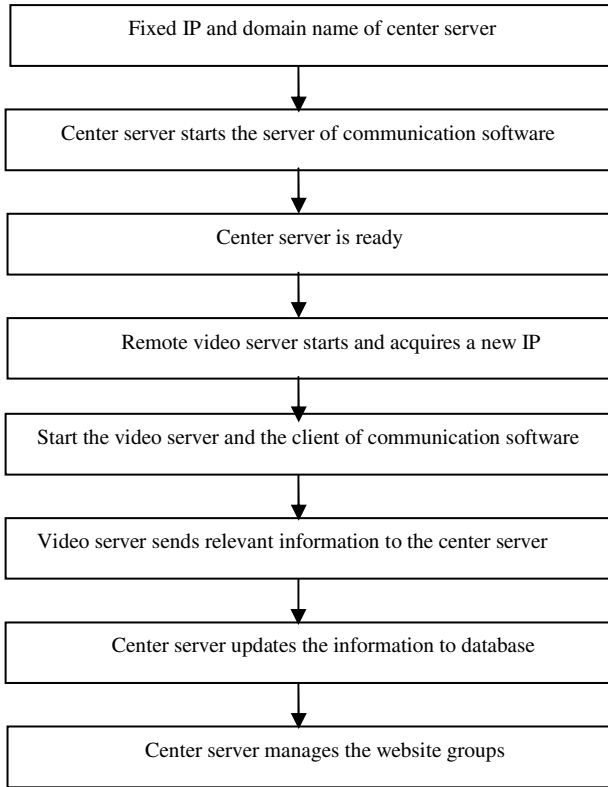 Fixed IP and domain name of center server
Center server starts the server of communication software
Center server is ready
Remote video server starts and acquires a new IP
Start the video server and the client of communication software
Video server sends relevant information to the center server
Center server updates the information to database
Center server manages the website groups